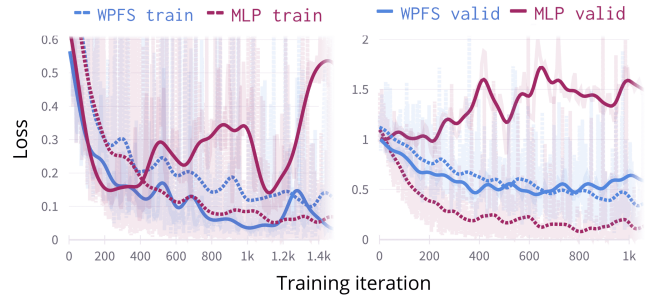 WPFS train MLP train
WPFS valid MLP valid
Loss
0.6
0.5
0.4
0.3
0.2
0.1
0
0 200 400 600 800 1k 1.2k 1.4k
2
1.5
1
0.5
0
0 200 400 600 800 1k
Training iteration